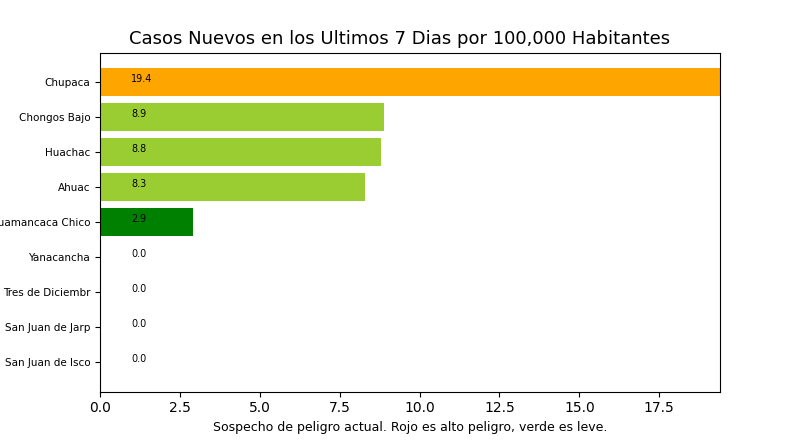 Casos Nuevos en los Ultimos 7 Dias por 100,000 Habitantes
Chupaca 19.4
Chongos Bajo 8.9
Huachac 8.8
Ahuac 8.3
uamancaca Chico 2.9
Yanacancha 0.0
Tres de Diciembr 0.0
San Juan de Jarp 0.0
San Juan de Isco 0.0
0.0 2.5 5.0 7.5 10.0 12.5 15.0 17.5
Sospecho de peligro actual. Rojo es alto peligro, verde es leve.